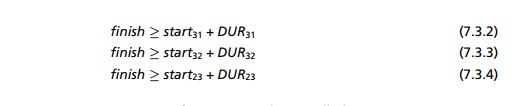 finish ≥ start₃₁ + DUR₃₁ (7.3.2)
finish ≥ start₃₂ + DUR₃₂ (7.3.3)
finish ≥ start₂₃ + DUR₂₃ (7.3.4)